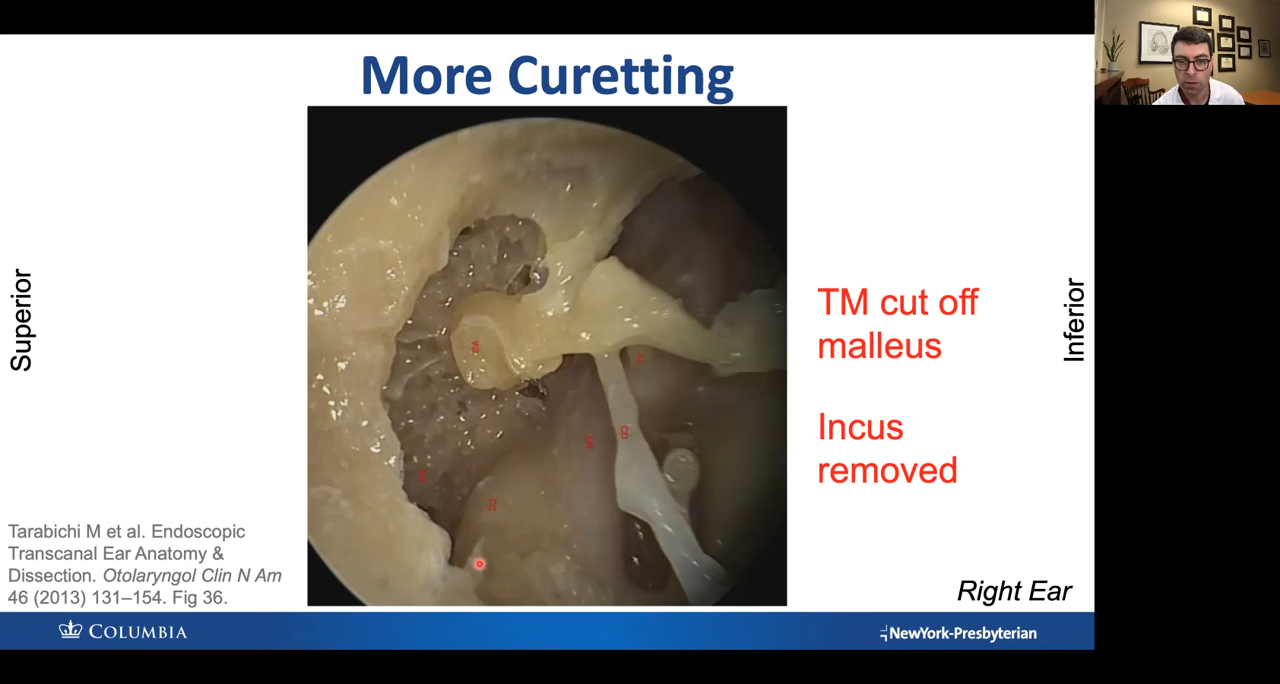 More Curetting
Superior
TM cut off
malleus
Incus
removed
Inferior
CD
Tarabichi M et al. Endoscopic
Transcanal Ear Anatomy &
Dissection. Otolaryngol Clin N Am
46 (2013) 131–154. Fig 36.
Right Ear
COLUMBIA
NewYork-Presbyterian